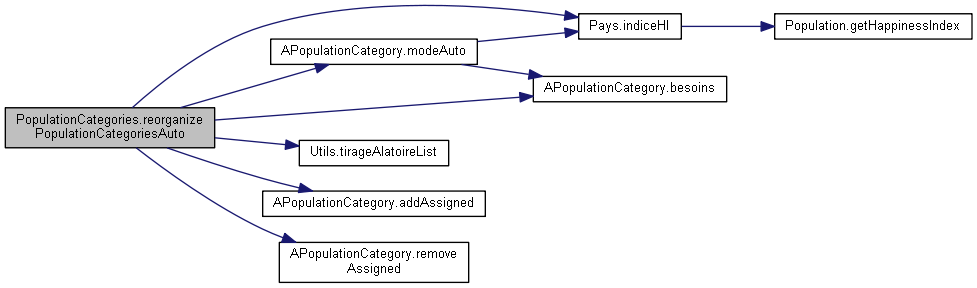 PopulationCategories.reorganize
PopulationCategoriesAuto
APopulationCategory.modeAuto
Pays.indiceHI
Population.getHappinessIndex
APopulationCategory.besoins
Utils.tirageAlatoireList
APopulationCategory.addAssigned
APopulationCategory.remove
Assigned